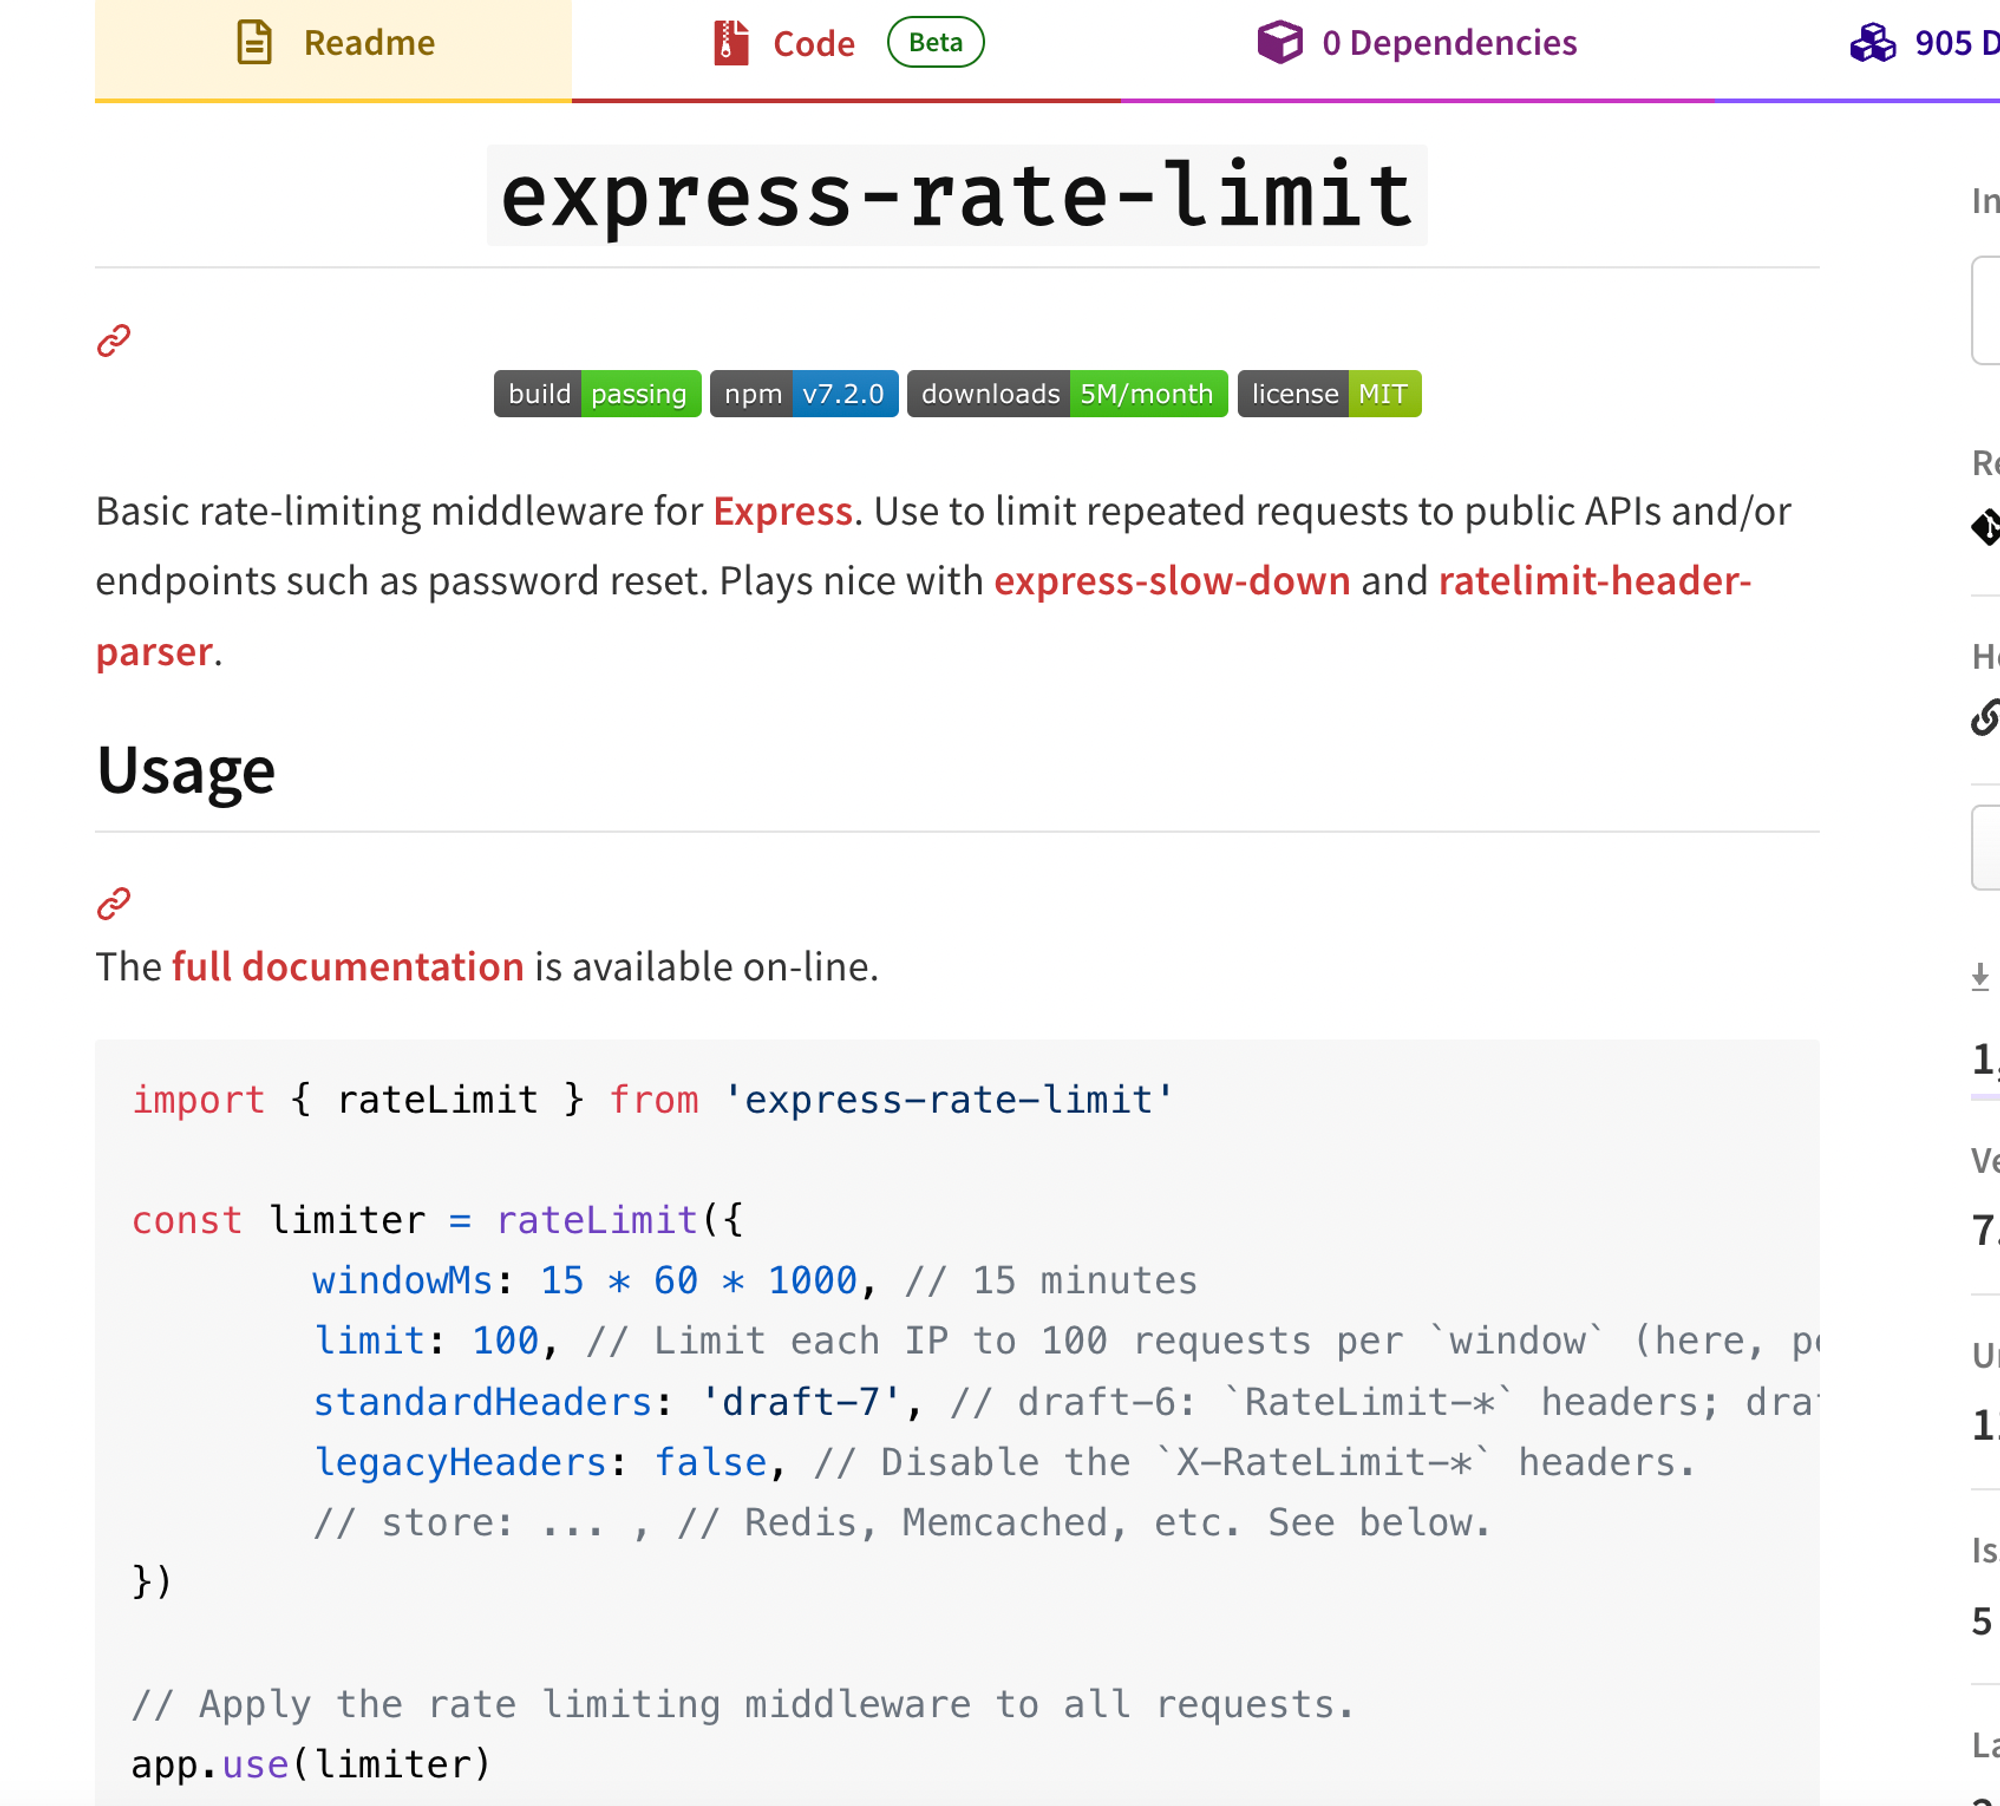 Readme
Code
Beta
0 Dependencies
905 D
express-rate-limit
build passing
npm v7.2.0
downloads 5M/month
license MIT
Basic rate-limiting middleware for Express. Use to limit repeated requests to public APIs and/or
endpoints such as password reset. Plays nice with express-slow-down and ratelimit-header-
parser.
Usage
The full documentation is available on-line.
import { rateLimit } from 'express-rate-limit'
const limiter = rateLimit({
windowMs: 15 * 60 * 1000, // 15 minutes
limit: 100, // Limit each IP to 100 requests per `window` (here,
standardHeaders: 'draft-7', // draft-6: `RateLimit-*` headers;
legacyHeaders: false, // Disable the `X-RateLimit-*` headers.
// store: ... , // Redis, Memcached, etc. See below.
})
// Apply the rate limiting middleware to all requests.
app.use(limiter)
In
Re
1,
7.
5